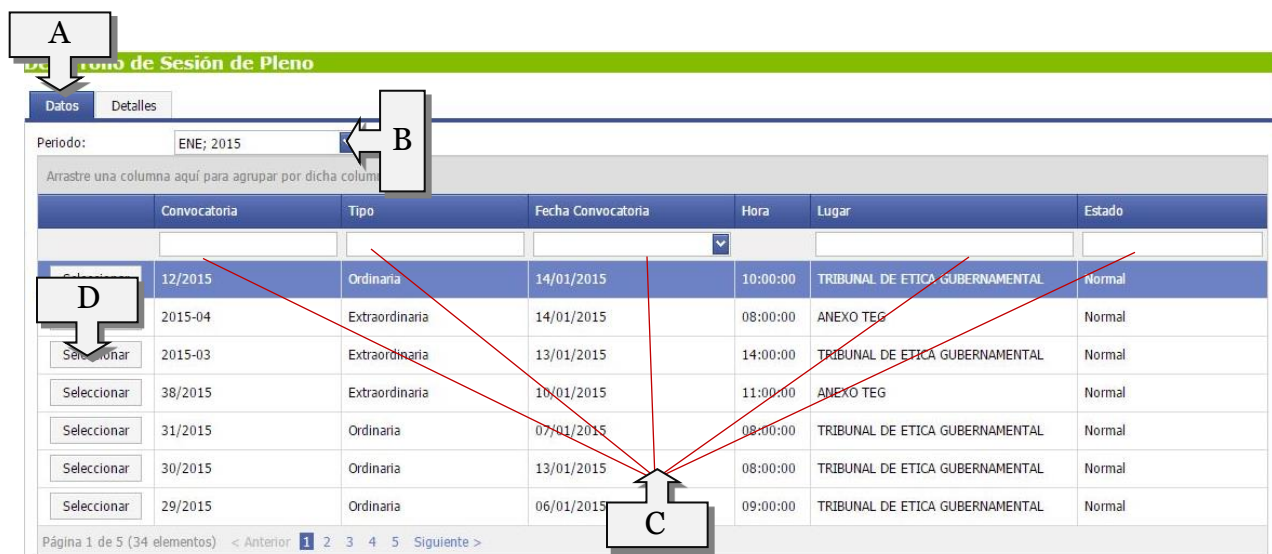 A
de Sesión de Pleno
Datos Detalles
Periodo: ENE; 2015 B
Arrastre una columna aquí para agrupar por dicha
Convocatoria Tipo Fecha Convocatoria Hora Lugar Estado
12/2015 Ordinaria 14/01/2015 10:00:00 TRIBUNAL DE ETICA GUBERNAMENTAL Normal
D
2015-04 Extraordinaria 14/01/2015 08:00:00 ANEXO TEG Normal
Seleccionar 2015-03 Extraordinaria 13/01/2015 14:00:00 TRIBUNAL DE ETICA GUBERNAMENTAL Normal
Seleccionar 38/2015 Extraordinaria 10/01/2015 11:00:00 ANEXO TEG Normal
Seleccionar 31/2015 Ordinaria 07/01/2015 08:00:00 TRIBUNAL DE ETICA GUBERNAMENTAL Normal
Seleccionar 30/2015 Ordinaria 13/01/2015 08:00:00 TRIBUNAL DE ETICA GUBERNAMENTAL Normal
Seleccionar 29/2015 Ordinaria 06/01/2015 09:00:00 TRIBUNAL DE ETICA GUBERNAMENTAL Normal
C
Página 1 de 5 (34 elementos) < Anterior 1 2 3 4 5 Siguiente >